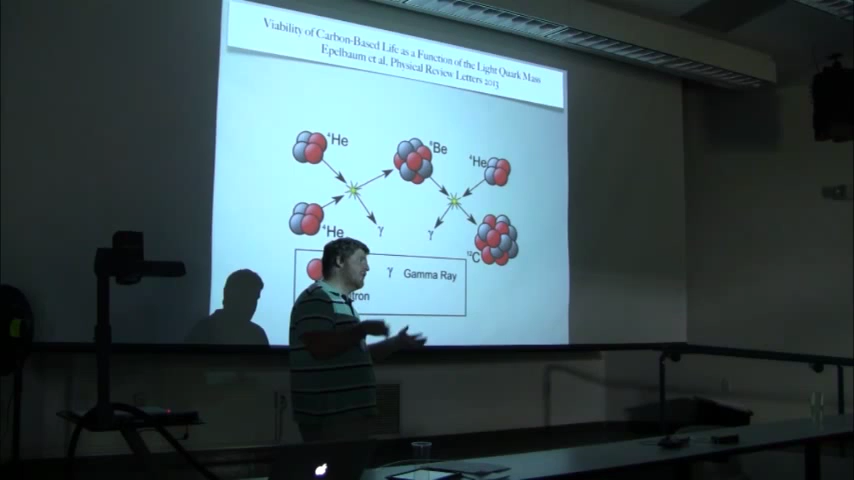 Viability of Carbon-Based Life as a Function of the Light Quark Mass
Epelbaum et al. Physical Review Letters 2013
⁴He
⁸Be
⁴He
⁴He
γ
γ
¹²C
γ Gamma Ray